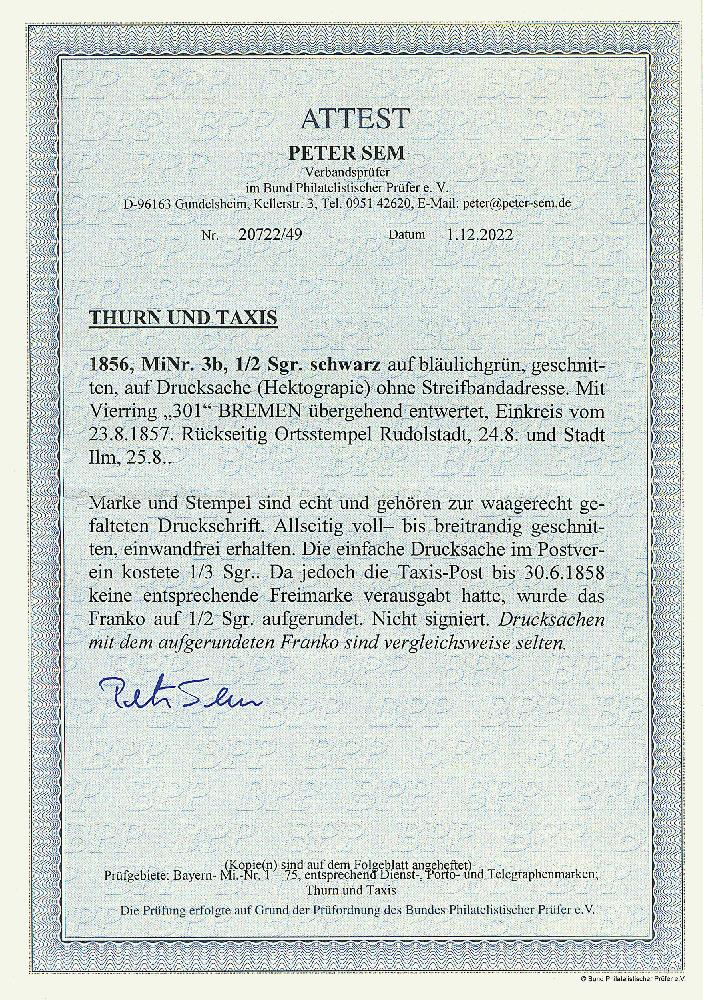 ATTEST
PETER SEM
Verbandsprüfer
im Bund Philatelistischer Prüfer e. V.
D-96163 Gundelsheim, Kellerstr. 3, Tel. 0951 42620, E-Mail: peter@peter-sem.de
Nr. 20722/49 Datum 1.12.2022
THURN UND TAXIS
1856, MiNr. 3b, 1/2 Sgr. schwarz auf bläulichgrün, geschnit-
ten, auf Drucksache (Hektograpie) ohne Streifbandadresse. Mit
Vierring „301“ BREMEN übergehend entwertet, Einkreis vom
23.8.1857. Rückseitig Ortsstempel Rudolstadt, 24.8. und Stadt
Ilm, 25.8..
Marke und Stempel sind echt und gehören zur waagerecht ge-
falteten Druckschrift. Allseitig voll– bis breitrandig geschnit-
ten, einwandfrei erhalten. Die einfache Drucksache im Postver-
ein kostete 1/3 Sgr.. Da jedoch die Taxis-Post bis 30.6.1858
keine entsprechende Freimarke verausgabt hatte, wurde das
Franko auf 1/2 Sgr. aufgerundet. Nicht signiert. Drucksachen
mit dem aufgerundeten Franko sind vergleichsweise selten.
Peter Sem
(Kopie(n) sind auf dem Folgeblatt angeheftet)
Prüfgebiete: Bayern- Mi.-Nr. 1 75, entsprechend Dienst-, Porto- und Telegraphenmarken;
Thurn und Taxis
Die Prüfung erfolgte auf Grund der Prüfordnung des Bundes Philatelistischer Prüfer e.V.
© Bund Philatelistischer Prüfer e.V.